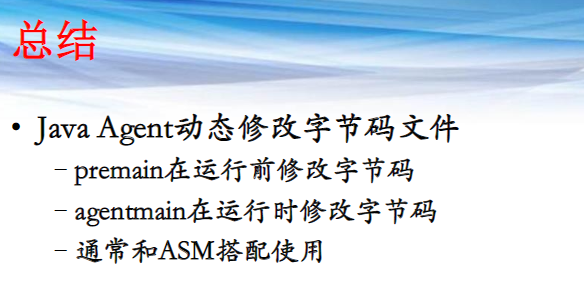 总结
• Java Agent动态修改字节码文件
– premain在运行前修改字节码
– agentmain在运行时修改字节码
– 通常和ASM搭配使用